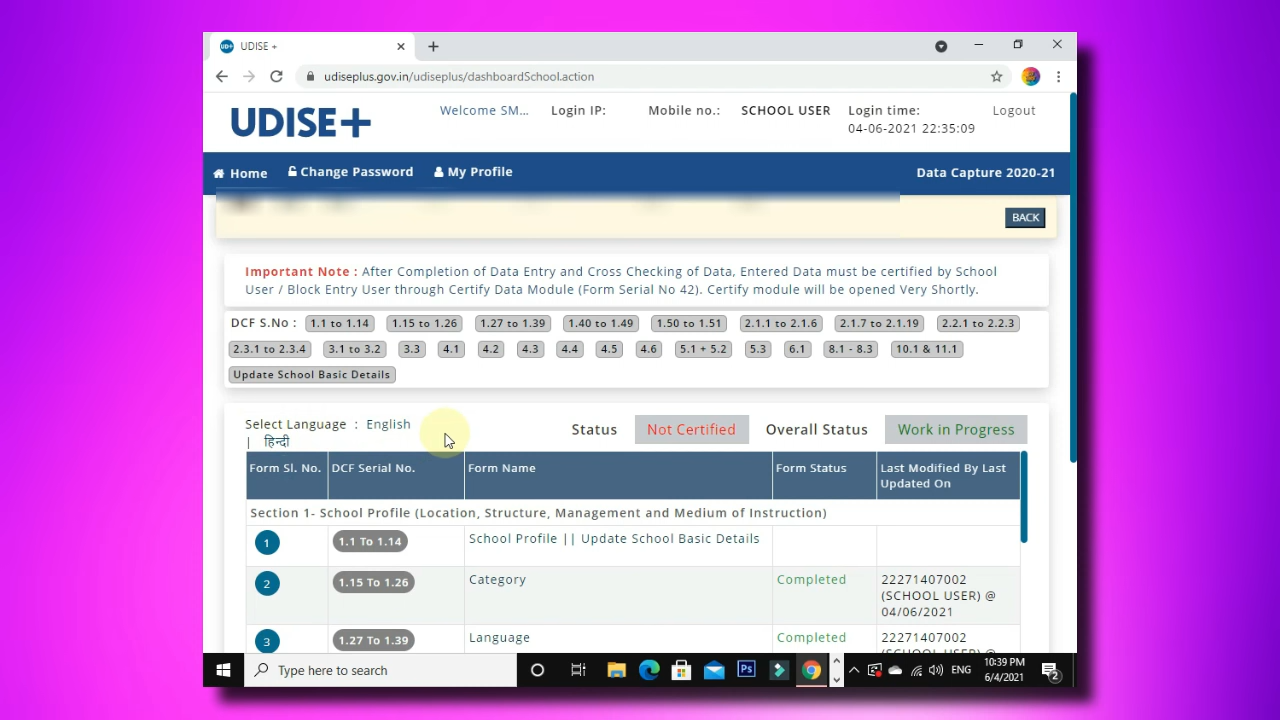 UDISE +
udiseplus.gov.in/udiseplus/dashboardSchool.action
UDISE+
Welcome SM... Login IP: Mobile no.: SCHOOL USER Login time: Logout
04-06-2021 22:35:09
Home Change Password My Profile Data Capture 2020-21
BACK
Important Note : After Completion of Data Entry and Cross Checking of Data, Entered Data must be certified by School
User / Block Entry User through Certify Data Module (Form Serial No 42). Certify module will be opened Very Shortly.
DCF S.No : 1.1 to 1.14 1.15 to 1.26 1.27 to 1.39 1.40 to 1.49 1.50 to 1.51 2.1.1 to 2.1.6 2.1.7 to 2.1.19 2.2.1 to 2.2.3
2.3.1 to 2.3.4 3.1 to 3.2 3.3 4.1 4.2 4.3 4.4 4.5 4.6 5.1 + 5.2 5.3 6.1 8.1 - 8.3 10.1 & 11.1
Update School Basic Details
Select Language : English Status Not Certified Overall Status Work in Progress
| हिन्दी
Form Sl. No. DCF Serial No. Form Name Form Status Last Modified By Last
Updated On
Section 1- School Profile (Location, Structure, Management and Medium of Instruction)
1 1.1 To 1.14 School Profile || Update School Basic Details
2 1.15 To 1.26 Category Completed 22271407002
(SCHOOL USER) @
04/06/2021
3 1.27 To 1.39 Language Completed 22271407002
(SCHOOL USER) @
Type here to search Ps ENG 10:39 PM
6/4/2021 2